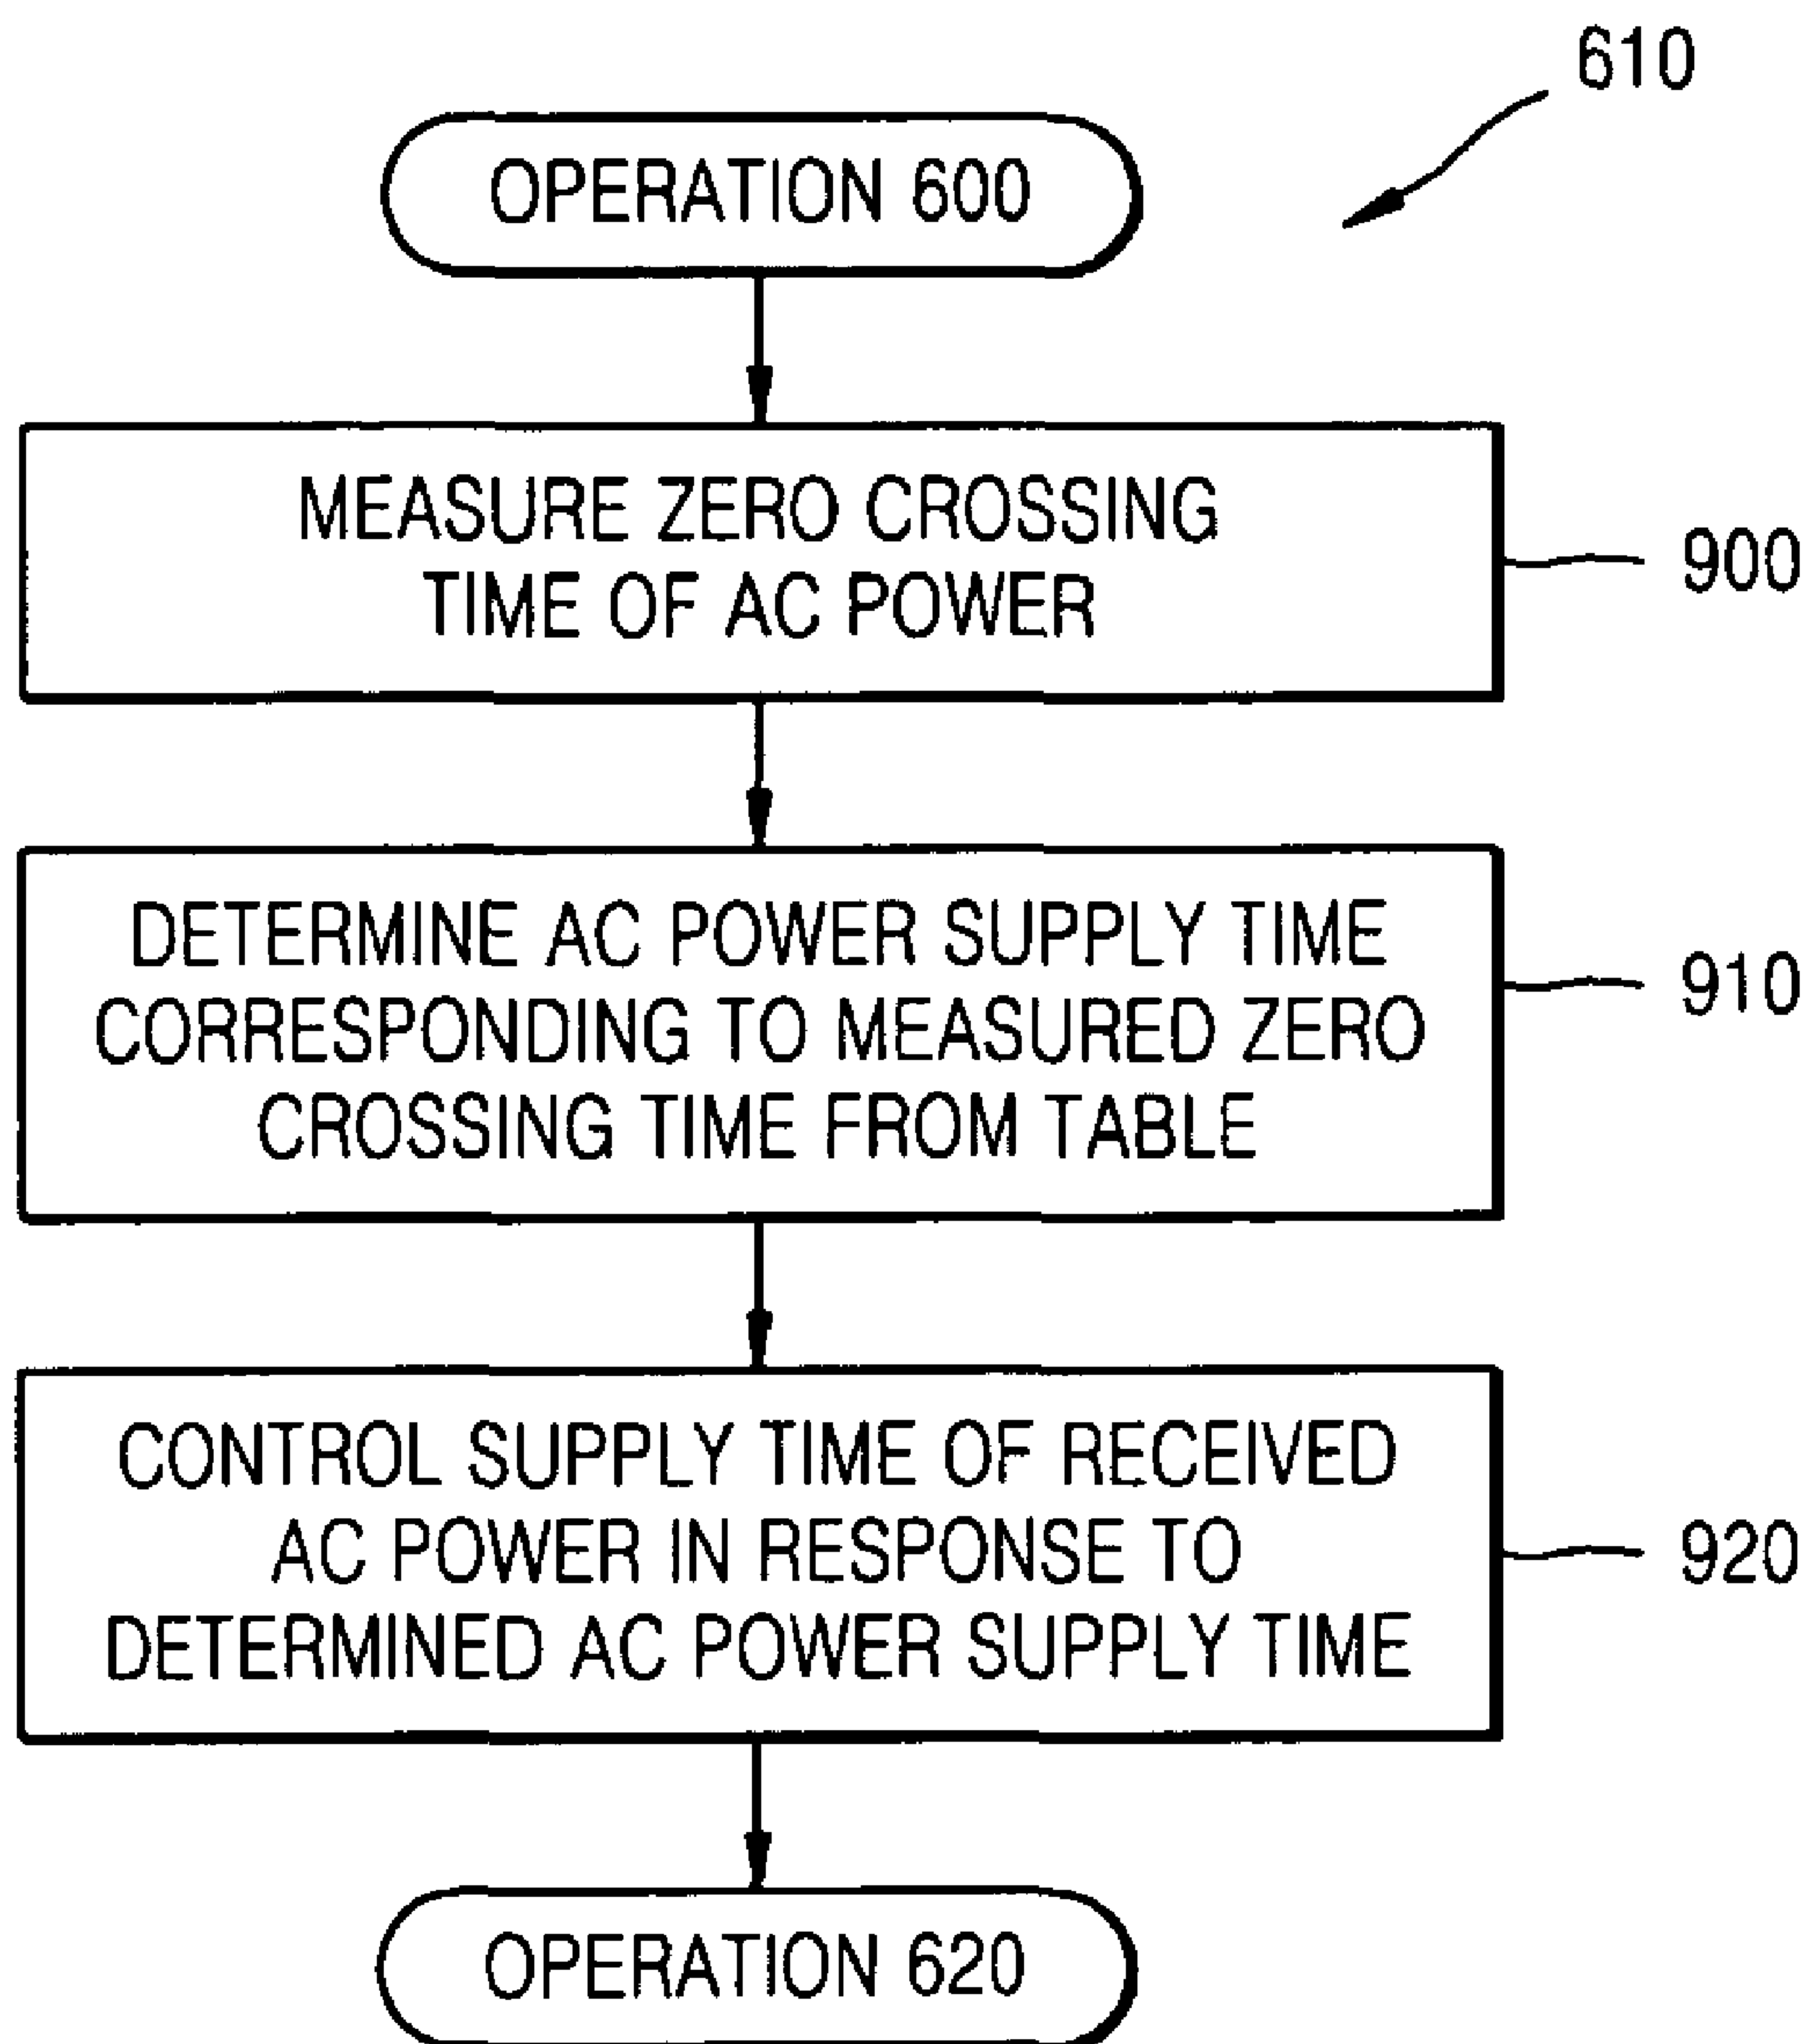 610
OPERATION 600
MEASURE ZERO CROSSING
TIME OF AC POWER
900
DETERMINE AC POWER SUPPLY TIME
CORRESPONDING TO MEASURED ZERO
CROSSING TIME FROM TABLE
910
CONTROL SUPPLY TIME OF RECEIVED
AC POWER IN RESPONSE TO
DETERMINED AC POWER SUPPLY TIME
920
OPERATION 620